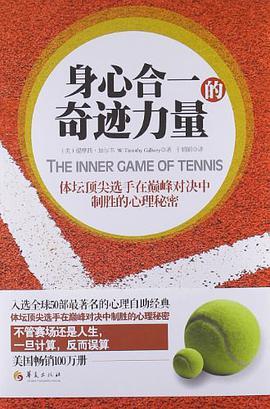 身心合一的
奇迹力量
(美)提摩西·加尔韦 W.Timothy Gallwey 著 于娟娟 译
THE INNER GAME OF TENNIS
体坛顶尖选手在巅峰对决中
制胜的心理秘密
入选全球50部最著名的心理自助经典
体坛顶尖选手在巅峰对决中制胜的心理秘密
不管赛场还是人生,
一旦计算,反而误算
美国畅销100万册
华夏出版社